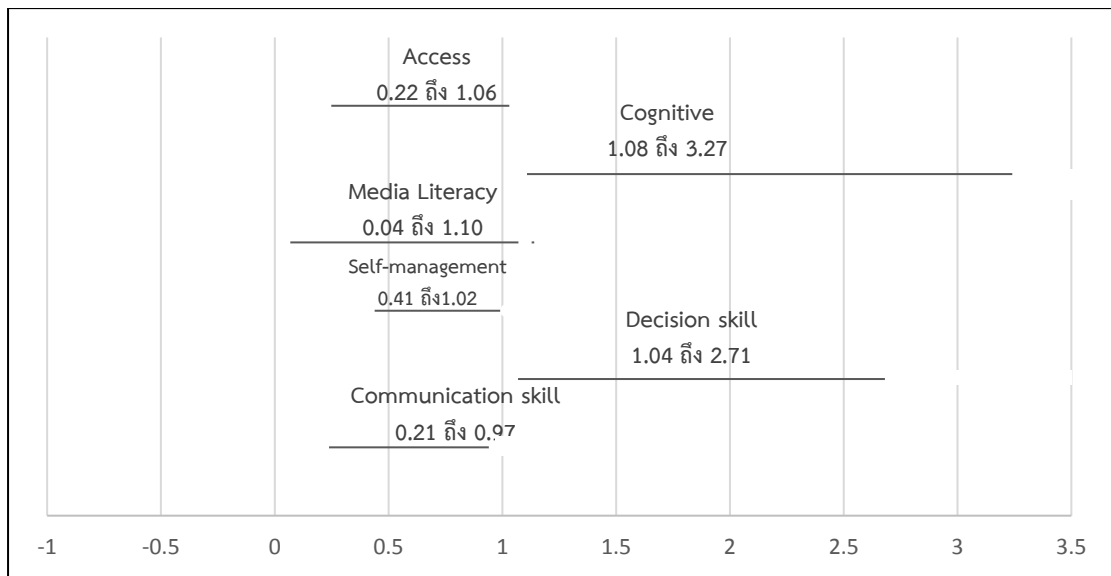 Access
0.22 ถึง 1.06
Cognitive
1.08 ถึง 3.27
Media Literacy
0.04 ถึง 1.10
Self-management
0.41 ถึง1.02
Decision skill
1.04 ถึง 2.71
Communication skill
0.21 ถึง 0.97
-1 -0.5 0 0.5 1 1.5 2 2.5 3 3.5